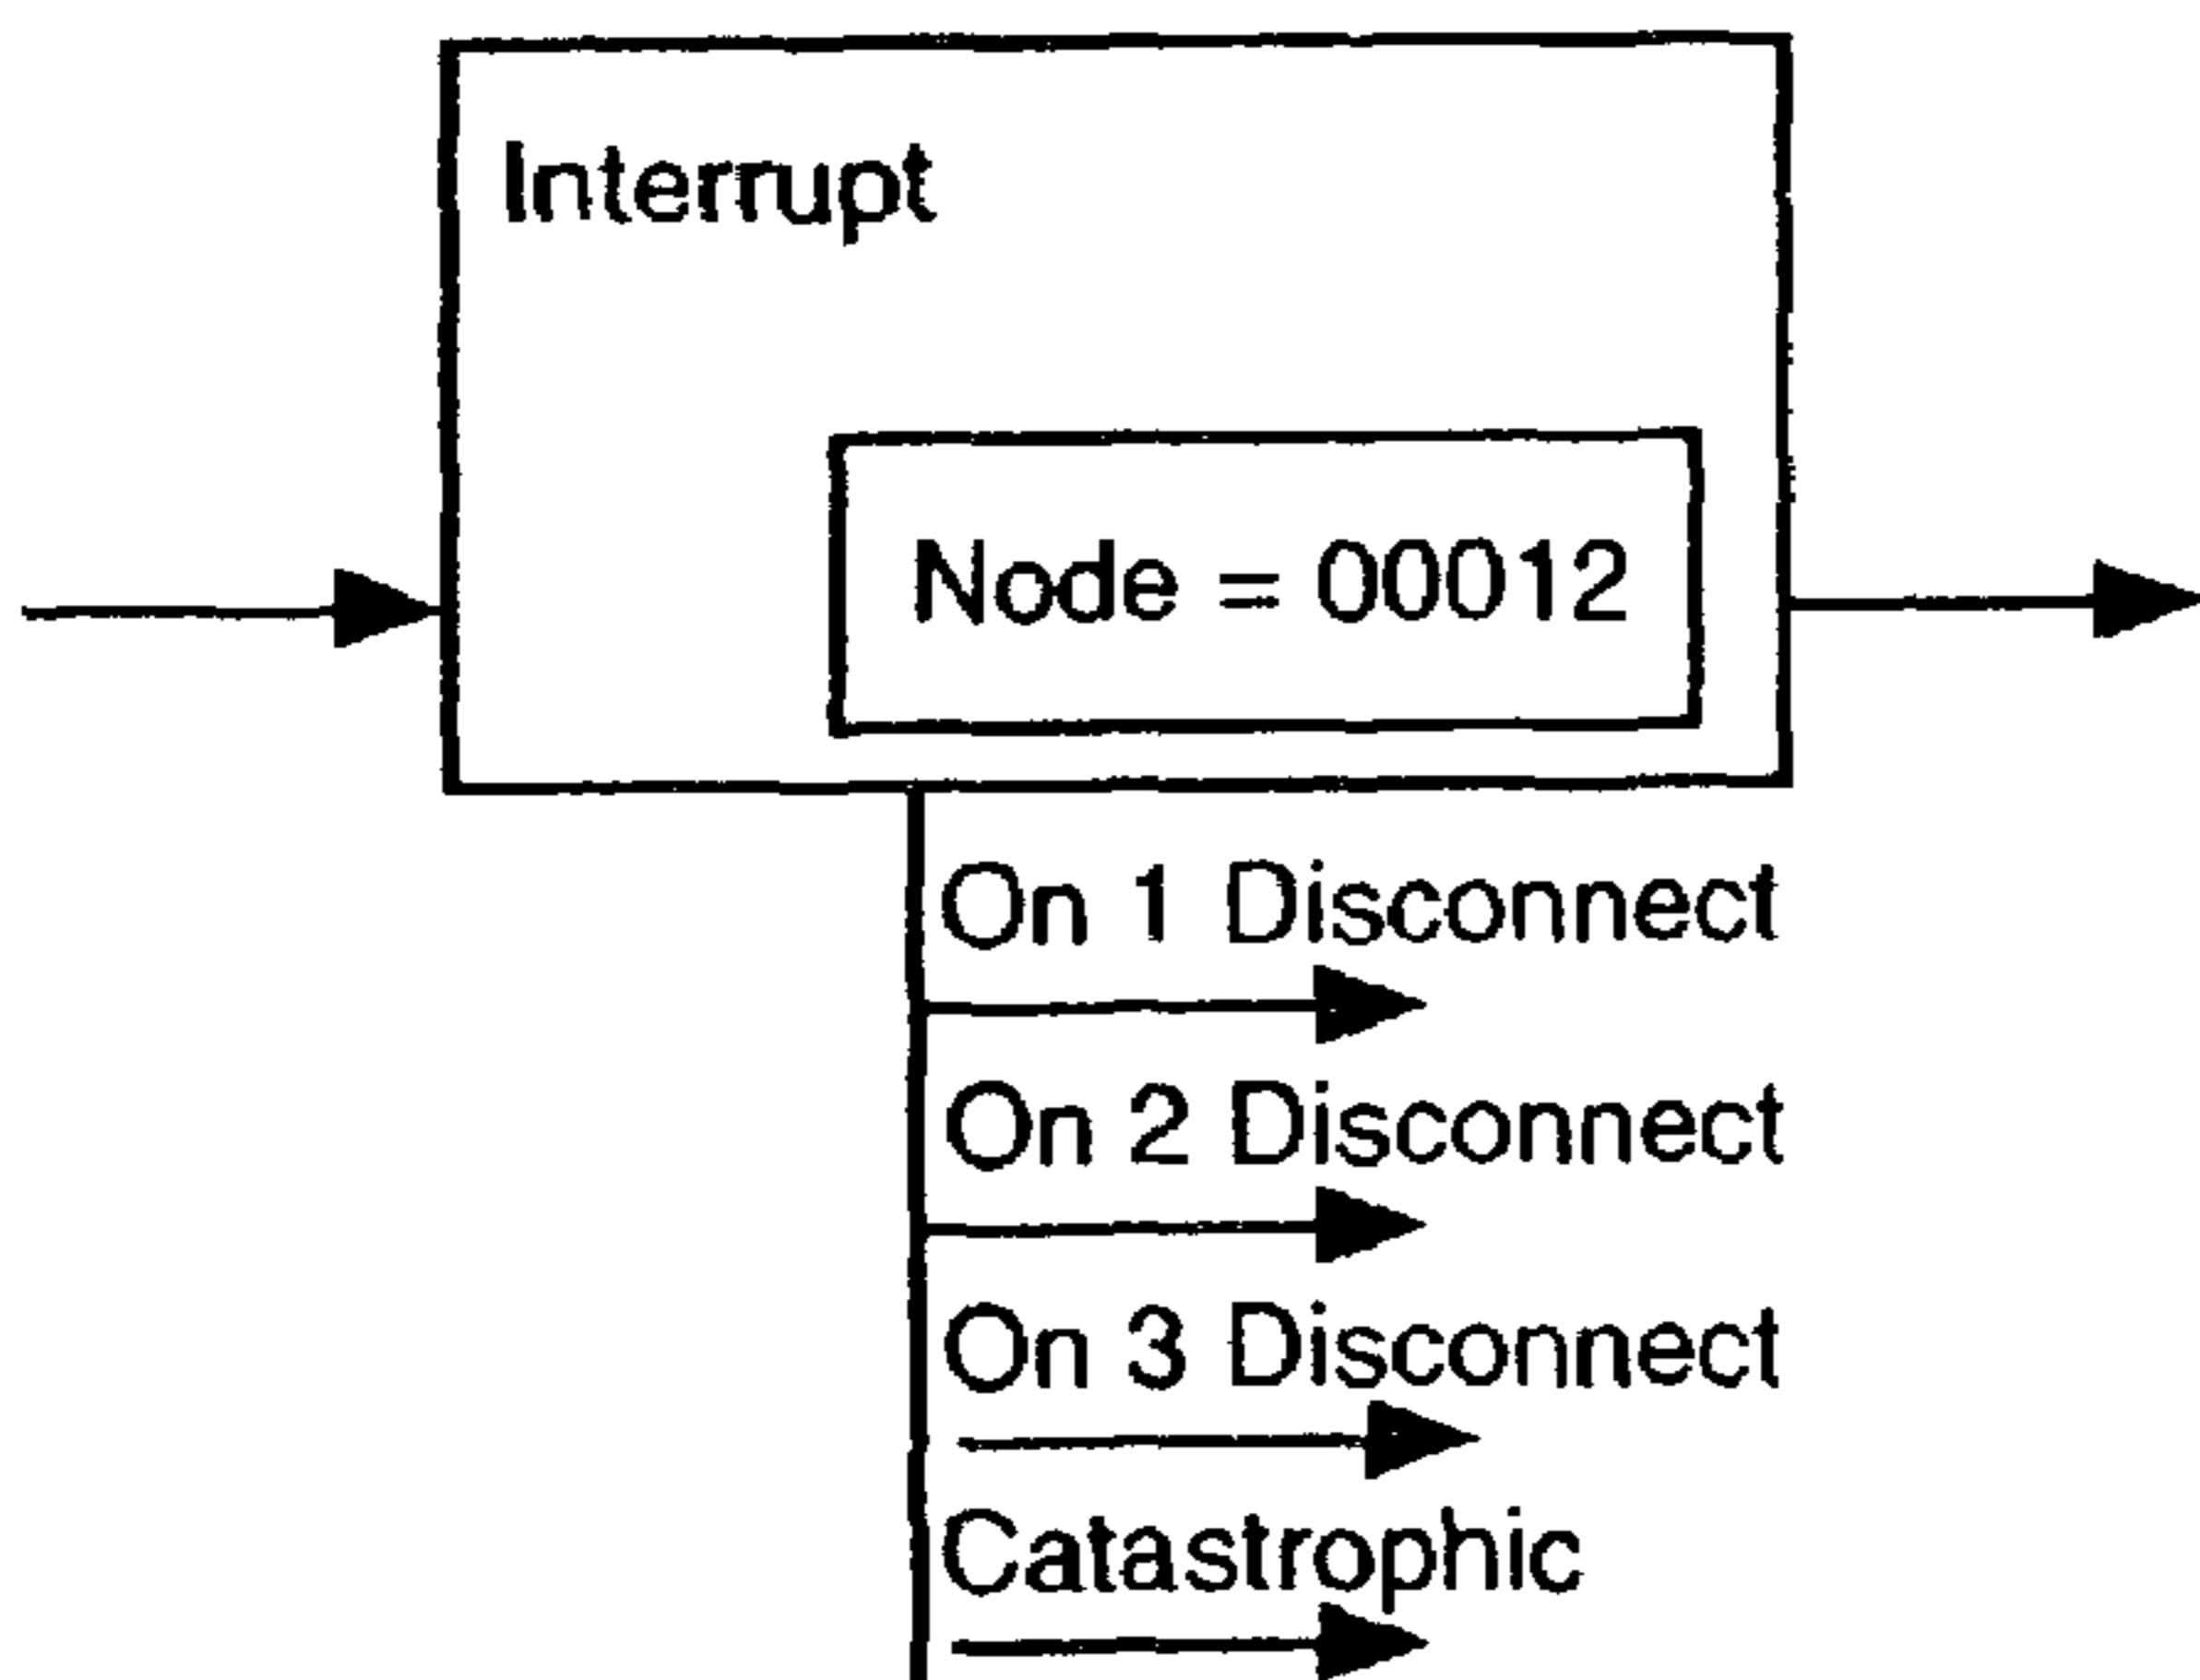 Interrupt
Node = 00012
On 1 Disconnect
On 2 Disconnect
On 3 Disconnect
Catastrophic